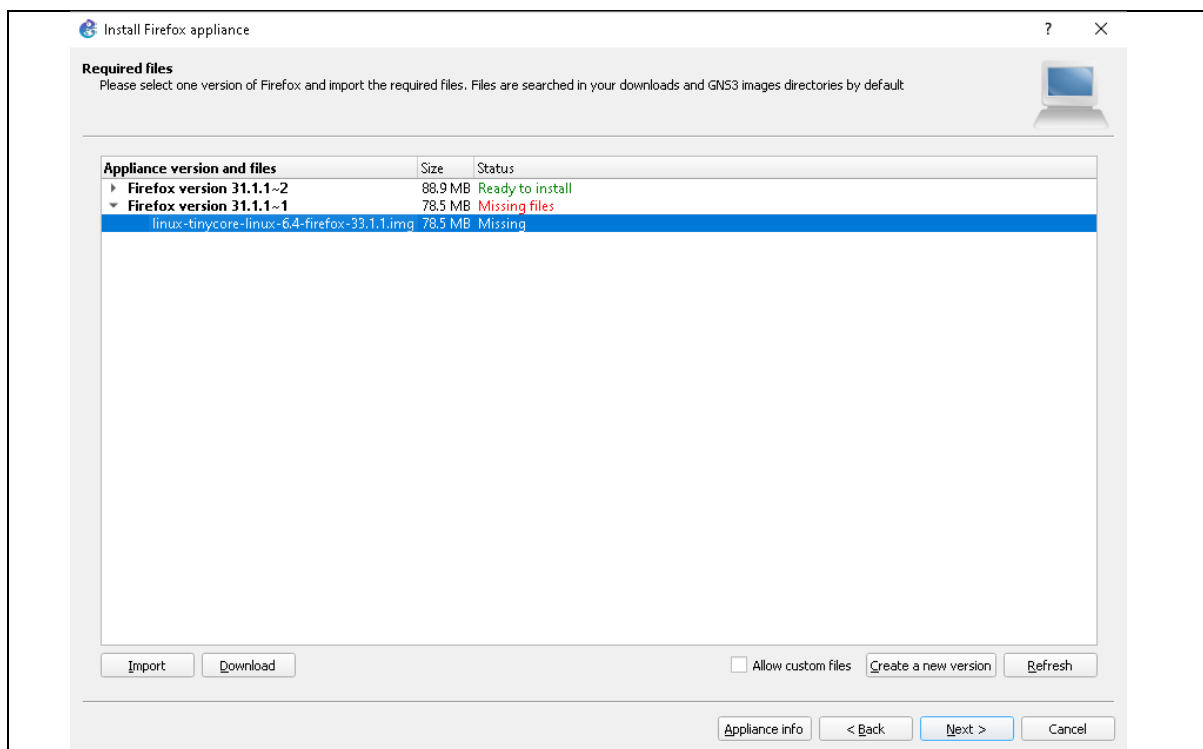 Install Firefox appliance
?
Required files
Please select one version of Firefox and import the required files. Files are searched in your downloads and GNS3 images directories by default
Appliance version and files Size Status
Firefox version 31.1.1~2 88.9 MB Ready to install
Firefox version 31.1.1~1 78.5 MB Missing files
linux-tinycore-linux-6.4-firefox-33.1.1.img 78.5 MB Missing
Import Download Allow custom files Create a new version Refresh
Appliance info < Back Next > Cancel